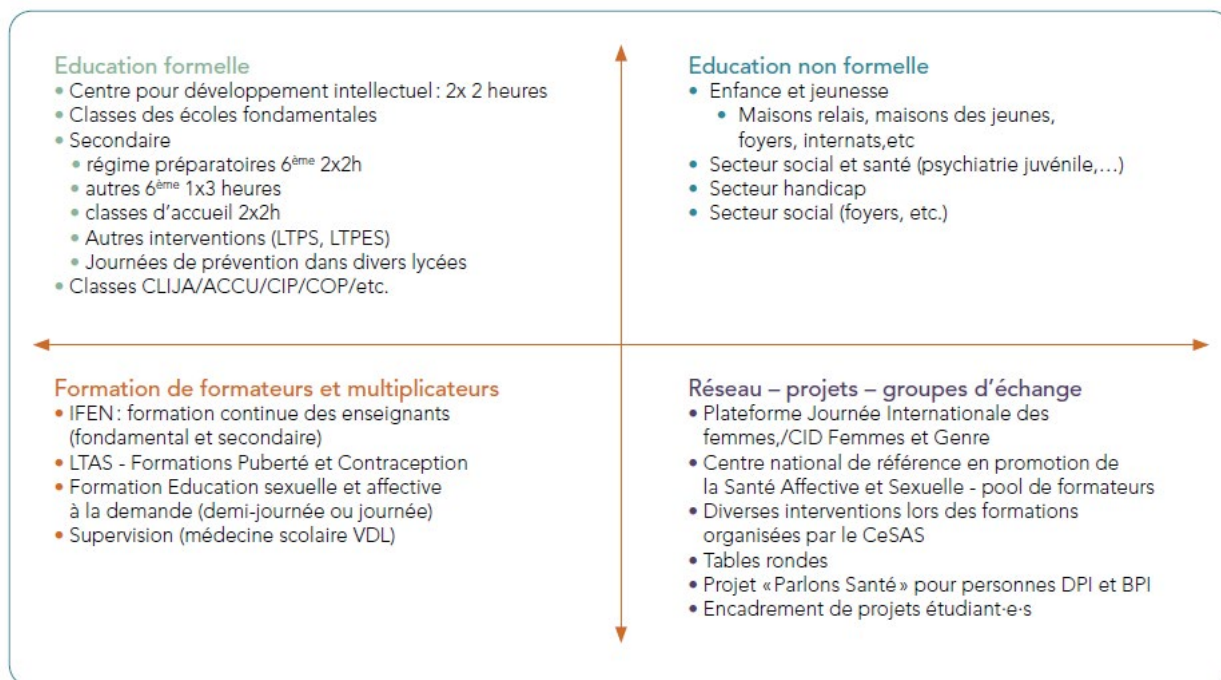 Education formelle
• Centre pour développement intellectuel : 2x 2 heures
• Classes des écoles fondamentales
• Secondaire
• régime préparatoires 6ème 2x2h
• autres 6ème 1x3 heures
• classes d’accueil 2x2h
• Autres interventions (LTPS, LTPES)
• Journées de prévention dans divers lycées
• Classes CLIJA/ACCU/CIP/COP/etc.
Education non formelle
• Enfance et jeunesse
• Maisons relais, maisons des jeunes,
foyers, internats,etc
• Secteur social et santé (psychiatrie juvénile,…)
• Secteur handicap
• Secteur social (foyers, etc.)
Formation de formateurs et multiplicateurs
• IFEN : formation continue des enseignants
(fondamental et secondaire)
• LTAS - Formations Puberté et Contraception
• Formation Education sexuelle et affective
à la demande (demi-journée ou journée)
• Supervision (médecine scolaire VDL)
Réseau – projets – groupes d’échange
• Plateforme Journée Internationale des
femmes,/CID Femmes et Genre
• Centre national de référence en promotion de
la Santé Affective et Sexuelle - pool de formateurs
• Diverses interventions lors des formations
organisées par le CeSAS
• Tables rondes
• Projet « Parlons Santé » pour personnes DPI et BPI
• Encadrement de projets étudiant·e·s